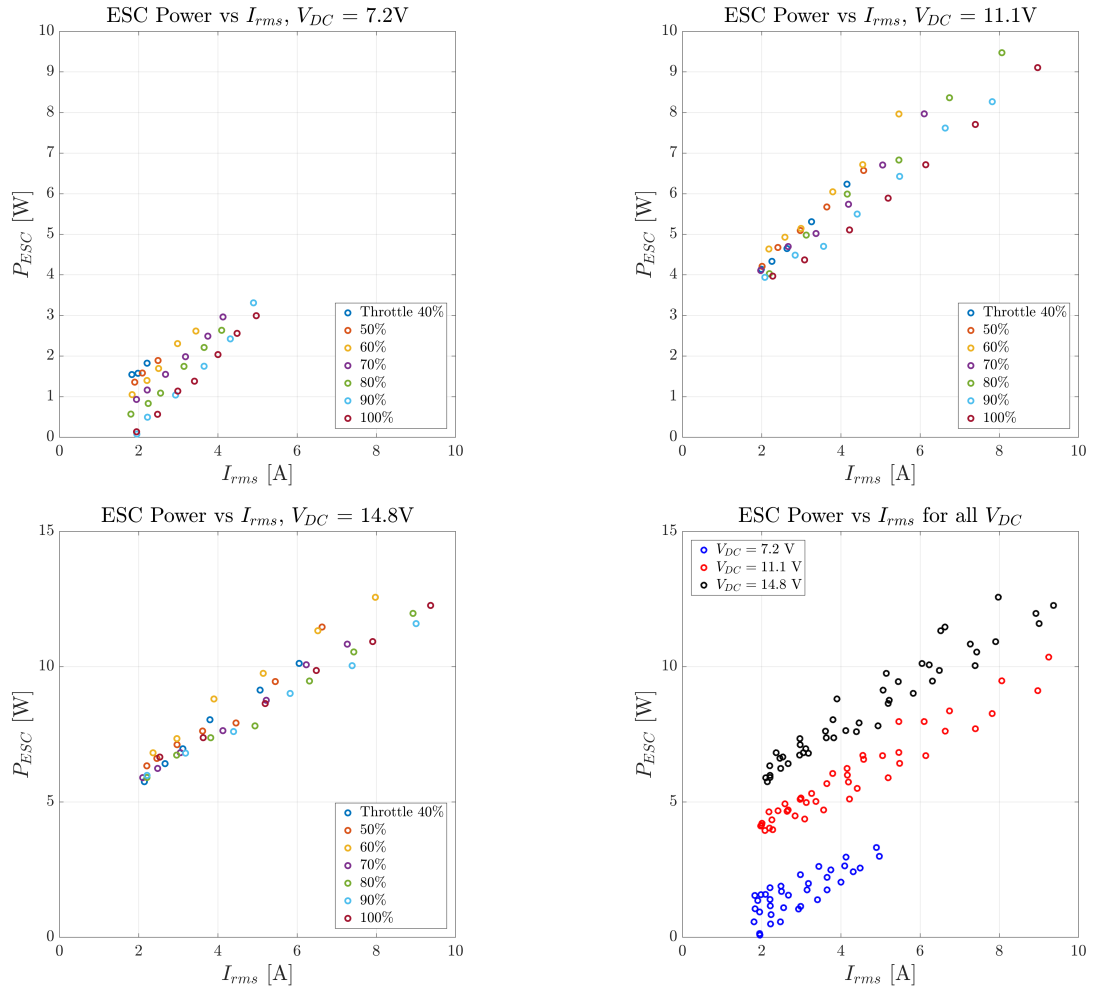 ESC Power vs I_rms, V_DC = 7.2V
10
9
8
7
6
5
4
3
2
1
0
P_ESC [W]
Throttle 40%
50%
60%
70%
80%
90%
100%
0 2 4 6 8 10
I_rms [A]
ESC Power vs I_rms, V_DC = 11.1V
10
9
8
7
6
5
4
3
2
1
0
P_ESC [W]
Throttle 40%
50%
60%
70%
80%
90%
100%
0 2 4 6 8 10
I_rms [A]
ESC Power vs I_rms, V_DC = 14.8V
15
10
5
0
P_ESC [W]
Throttle 40%
50%
60%
70%
80%
90%
100%
0 2 4 6 8 10
I_rms [A]
ESC Power vs I_rms for all V_DC
V_DC = 7.2 V
V_DC = 11.1 V
V_DC = 14.8 V
15
10
5
0
P_ESC [W]
0 2 4 6 8 10
I_rms [A]